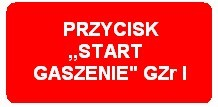 PRZYCISK
,,START
GASZENIE" GZr I